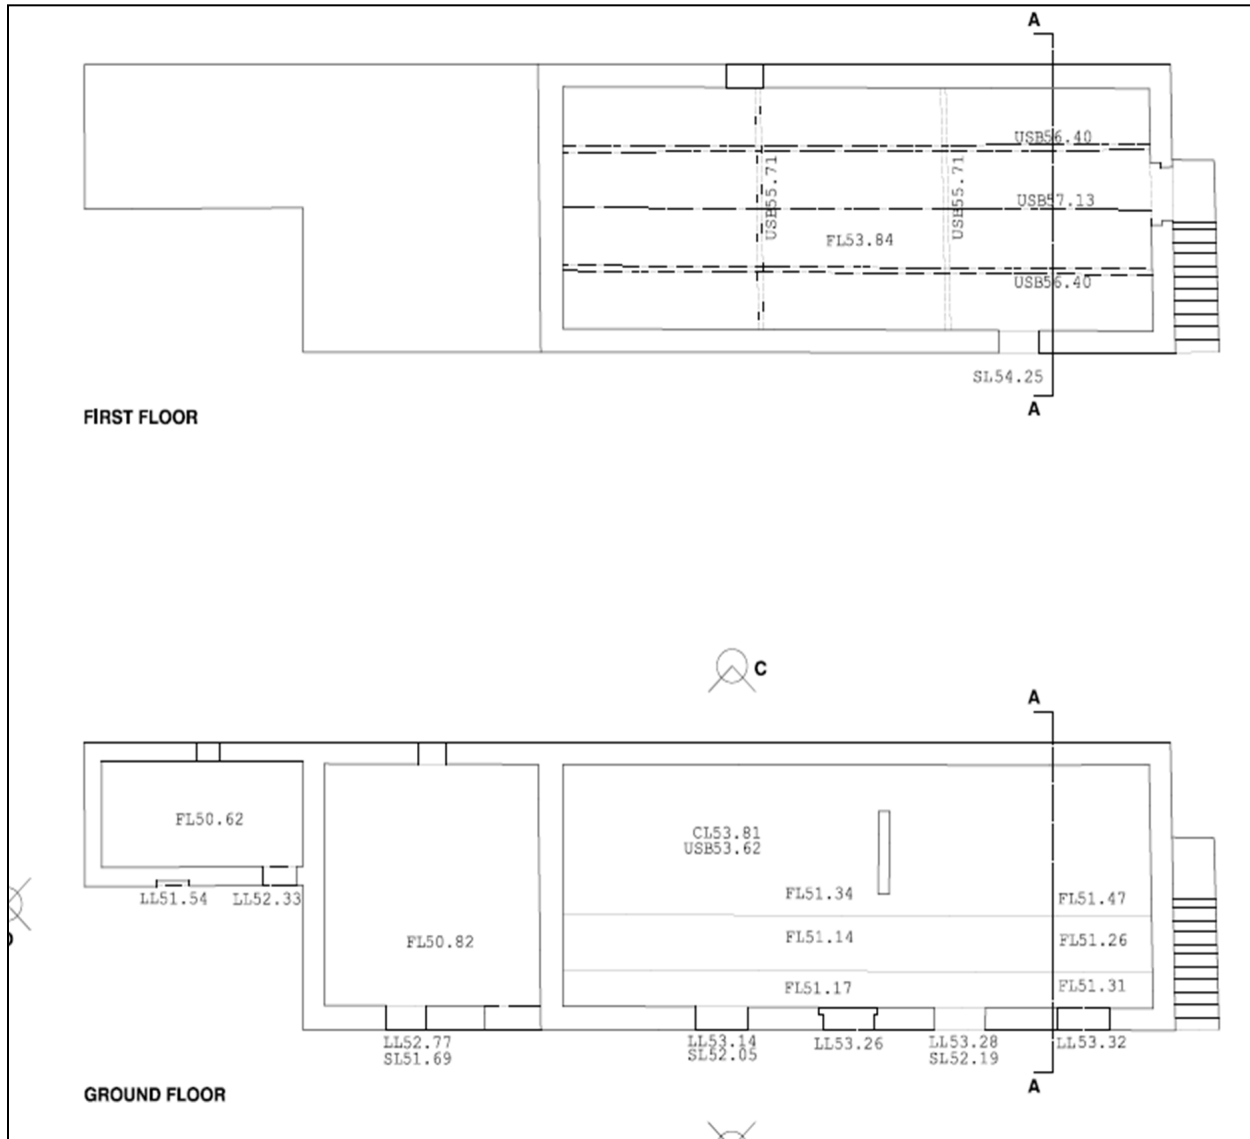 A
USB56.40
USB55.71
USB55.71
USB57.13
FL53.84
USB56.40
SL54.25
A
FIRST FLOOR
C
A
FL50.62
CL53.81
USB53.62
FL51.34
FL51.47
LL51.54
LL52.33
FL50.82
FL51.14
FL51.26
FL51.17
FL51.31
LL52.77
SL51.69
LL53.14
SL52.05
LL53.26
LL53.28
SL52.19
LL53.32
A
GROUND FLOOR